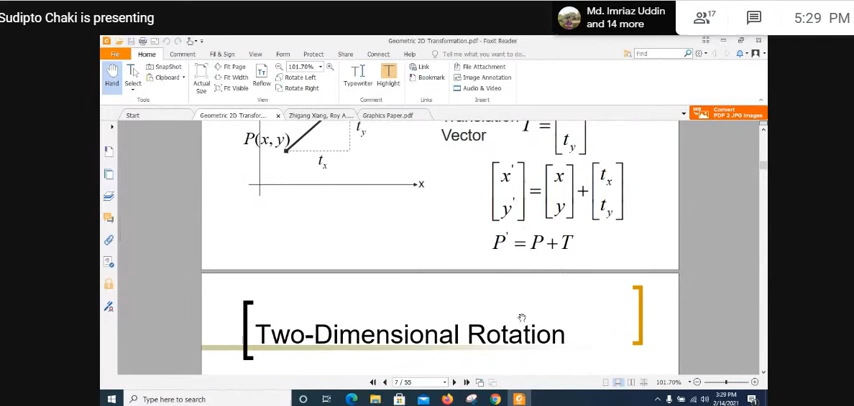 Sudipto Chaki is presenting
Md. Imriaz Uddin
and 14 more
17
5:29 PM
Geometric 2D Transformation.pdf - Foxit Reader
File Home Comment Fill & Sign View Form Protect Share Connect Help Tell me what you want to do... Find
Hand
Select
SnapShot
Clipboard
Actual
Size
Fit Page
Fit Width
Fit Visible
Reflow
101.70%
Rotate Left
Rotate Right
Typewriter
Highlight
Link
Bookmark
File Attachment
Image Annotation
Audio & Video
Tools View Comment Links Insert
Start Geometric 2D Transfor... Zhigang Xiang, Roy A.... Graphics Paper.pdf
Convert
PDF 2 JPG Images
P(x, y)
t_y
t_x
x
Vector
T = [ t_y ]
[x' y'] = [x y] + [t_x t_y]
P' = P + T
Two-Dimensional Rotation
7 / 55
101.70%
Type here to search
3:29 PM
2/14/2021